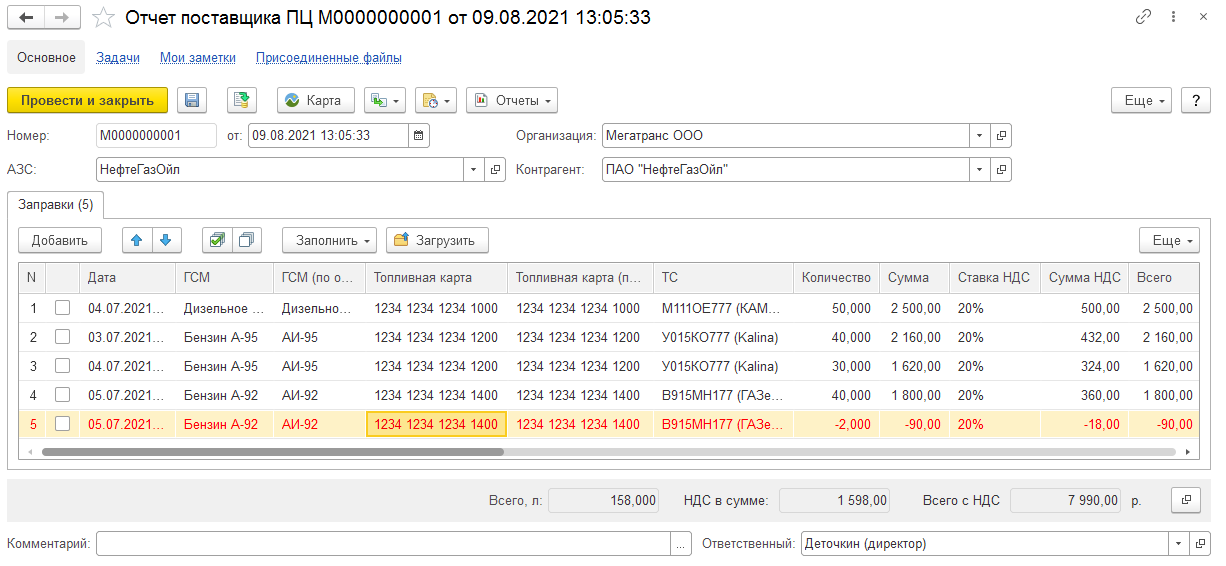 Отчет поставщика ПЦ М0000000001 от 09.08.2021 13:05:33
Основное Задачи Мои заметки Присоединенные файлы
Провести и закрыть Карта Отчеты Еще ?
Номер: М0000000001 от: 09.08.2021 13:05:33 Организация: Мегатранс ООО
АЗС: НефтеГазОйл Контрагент: ПАО "НефтеГазОйл"
Заправки (5)
Добавить Заполнить Загрузить Еще
N Дата ГСМ ГСМ (по о... Топливная карта Топливная карта (п... ТС Количество Сумма Ставка НДС Сумма НДС Всего
1 04.07.2021... Дизельное ... Дизельно... 1234 1234 1234 1000 1234 1234 1234 1000 М111ОЕ777 (КАМ... 50,000 2 500,00 20% 500,00 2 500,00
2 03.07.2021... Бензин А-95 АИ-95 1234 1234 1234 1200 1234 1234 1234 1200 У015КО777 (Kalina) 40,000 2 160,00 20% 432,00 2 160,00
3 04.07.2021... Бензин А-95 АИ-95 1234 1234 1234 1200 1234 1234 1234 1200 У015КО777 (Kalina) 30,000 1 620,00 20% 324,00 1 620,00
4 05.07.2021... Бензин А-92 АИ-92 1234 1234 1234 1400 1234 1234 1234 1400 В915МН177 (ГАЗе... 40,000 1 800,00 20% 360,00 1 800,00
5 05.07.2021... Бензин А-92 АИ-92 1234 1234 1234 1400 1234 1234 1234 1400 В915МН177 (ГАЗе... -2,000 -90,00 20% -18,00 -90,00
Всего, л: 158,000 НДС в сумме: 1 598,00 Всего с НДС 7 990,00 р.
Комментарий: ... Ответственный: Деточкин (директор)